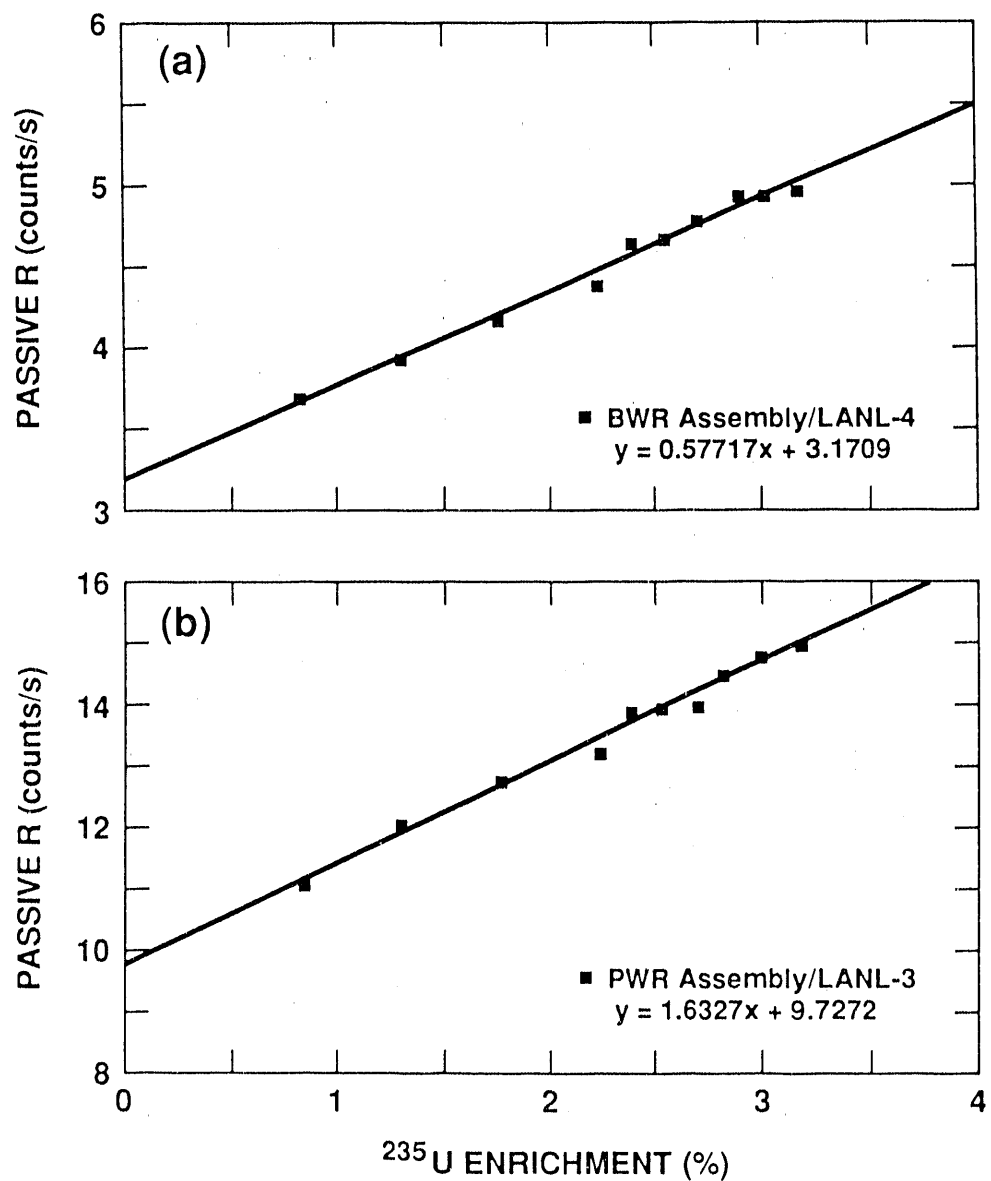 (a)
PASSIVE R (counts/s)
6
5
4
3
■ BWR Assembly/LANL-4
y = 0.57717x + 3.1709
(b)
PASSIVE R (counts/s)
16
14
12
10
8
■ PWR Assembly/LANL-3
y = 1.6327x + 9.7272
0 1 2 3 4
235U ENRICHMENT (%)